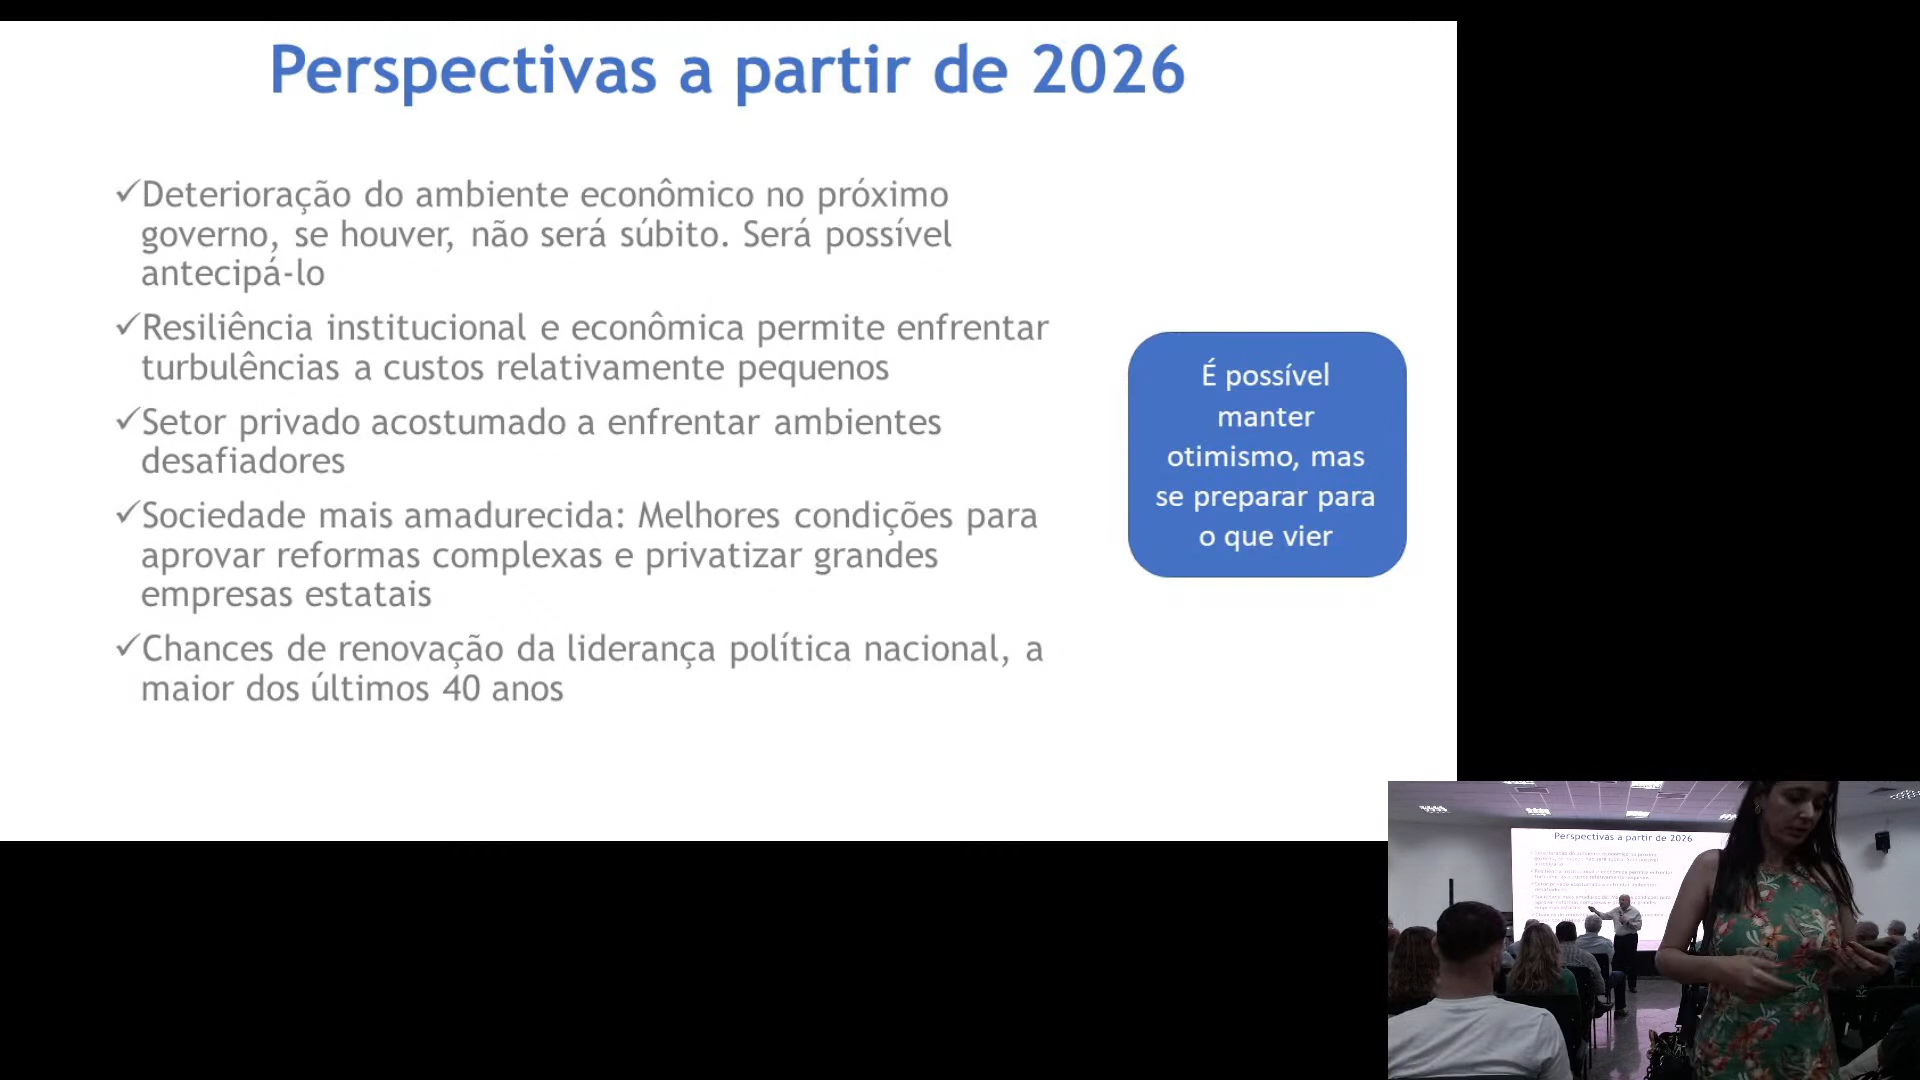 Perspectivas a partir de 2026
✓Deterioração do ambiente econômico no próximo
governo, se houver, não será súbito. Será possível
antecipá-lo
✓Resiliência institucional e econômica permite enfrentar
turbulências a custos relativamente pequenos
✓Setor privado acostumado a enfrentar ambientes
desafiadores
✓Sociedade mais amadurecida: Melhores condições para
aprovar reformas complexas e privatizar grandes
empresas estatais
✓Chances de renovação da liderança política nacional, a
maior dos últimos 40 anos
É possível
manter
otimismo, mas
se preparar para
o que vier
Perspectivas a partir de 2026